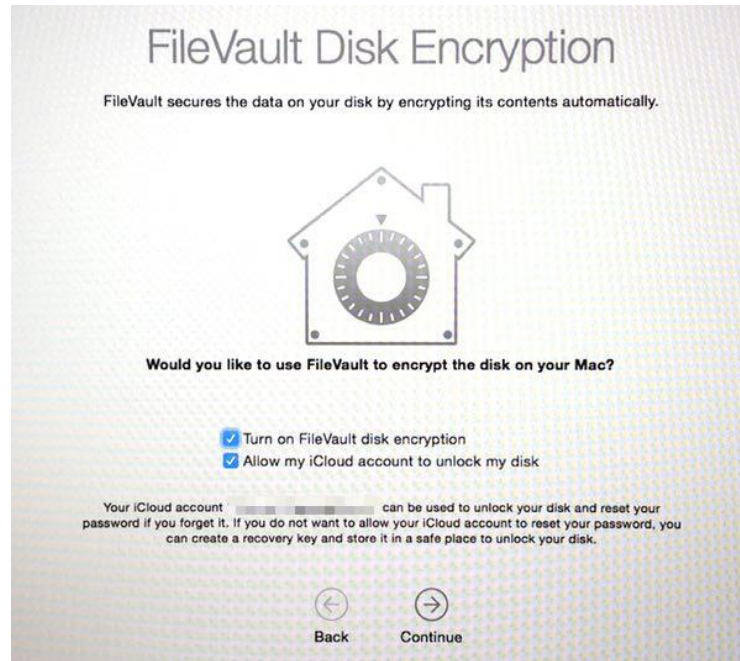 FileVault Disk Encryption
FileVault secures the data on your disk by encrypting its contents automatically.
Would you like to use FileVault to encrypt the disk on your Mac?
Turn on FileVault disk encryption
Allow my iCloud account to unlock my disk
Your iCloud account can be used to unlock your disk and reset your
password if you forget it. If you do not want to allow your iCloud account to reset your password, you
can create a recovery key and store it in a safe place to unlock your disk.
Back
Continue